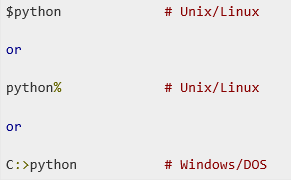 $python # Unix/Linux
or
python% # Unix/Linux
or
C:>python # Windows/DOS